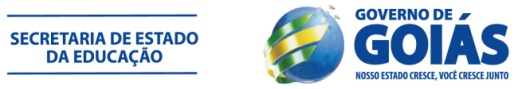 SECRETARIA DE ESTADO
DA EDUCAÇÃO
GOVERNO DE
GOIÁS
NOSSO ESTADO CRESCE, VOCÊ CRESCE JUNTO